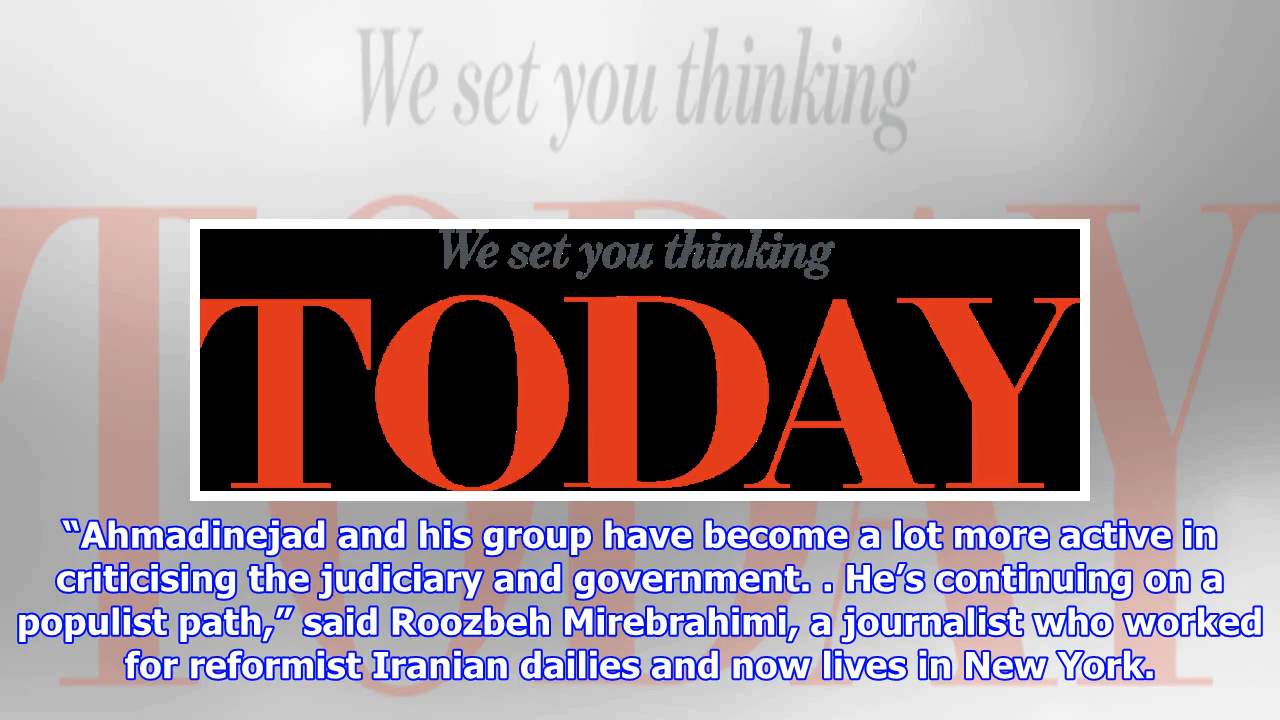 We set you thinking
We set you thinking
TODAY
“Ahmadinejad and his group have become a lot more active in
criticising the judiciary and government. . He’s continuing on a
populist path,” said Roozbeh Mirebrahimi, a journalist who worked
for reformist Iranian dailies and now lives in New York.